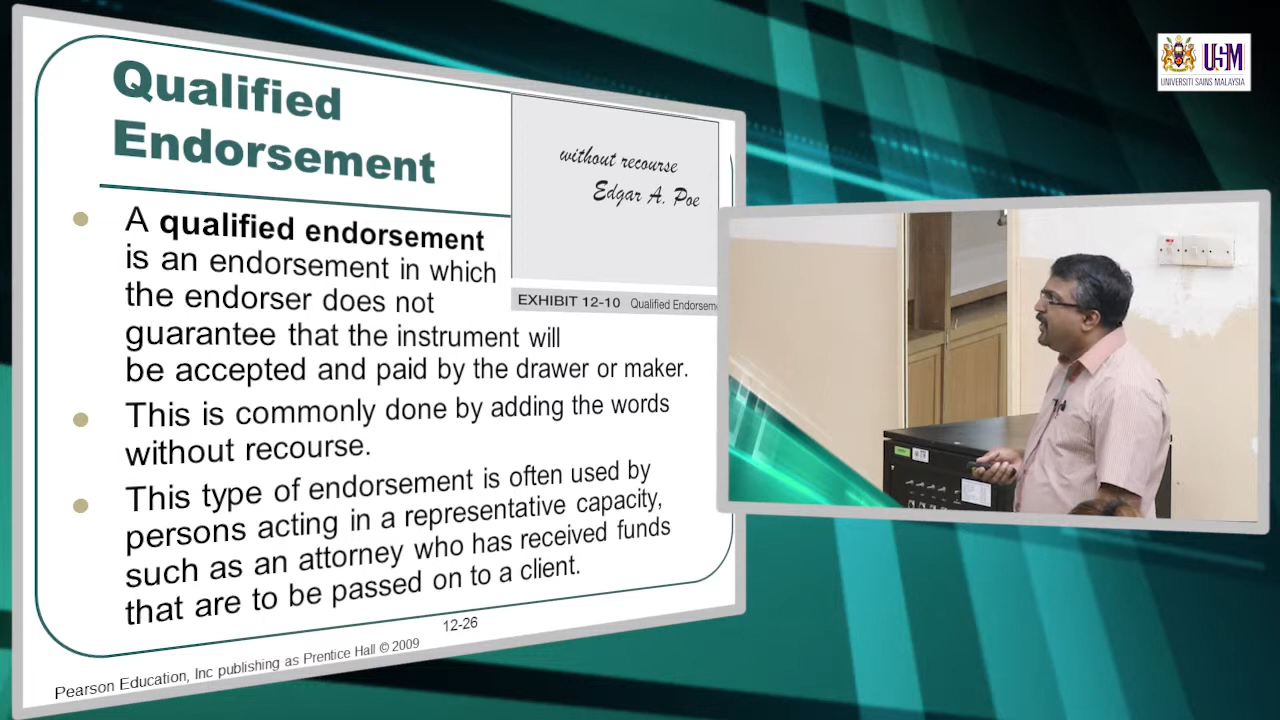 Qualified
Endorsement
without recourse
Edgar A. Poe
EXHIBIT 12-10 Qualified Endorsem
A qualified endorsement
is an endorsement in which
the endorser does not
guarantee that the instrument will
be accepted and paid by the drawer or maker.
This is commonly done by adding the words
without recourse.
This type of endorsement is often used by
persons acting in a representative capacity,
such as an attorney who has received funds
that are to be passed on to a client.
12-26
Pearson Education, Inc publishing as Prentice Hall © 2009
USM
UNIVERSITI SAINS MALAYSIA